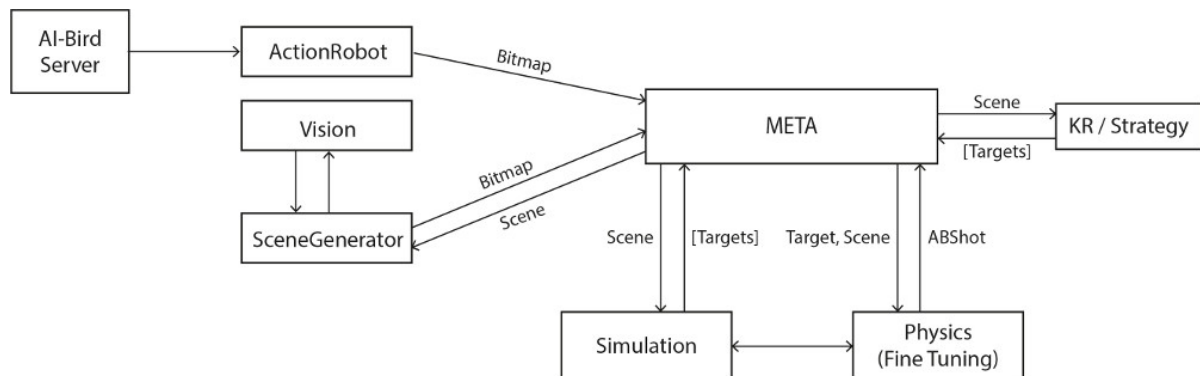 AI-Bird
Server
ActionRobot
Bitmap
Vision
META
Scene
KR / Strategy
[Targets]
Bitmap
Scene
SceneGenerator
Scene
[Targets]
Target, Scene
ABShot
Simulation
Physics
(Fine Tuning)